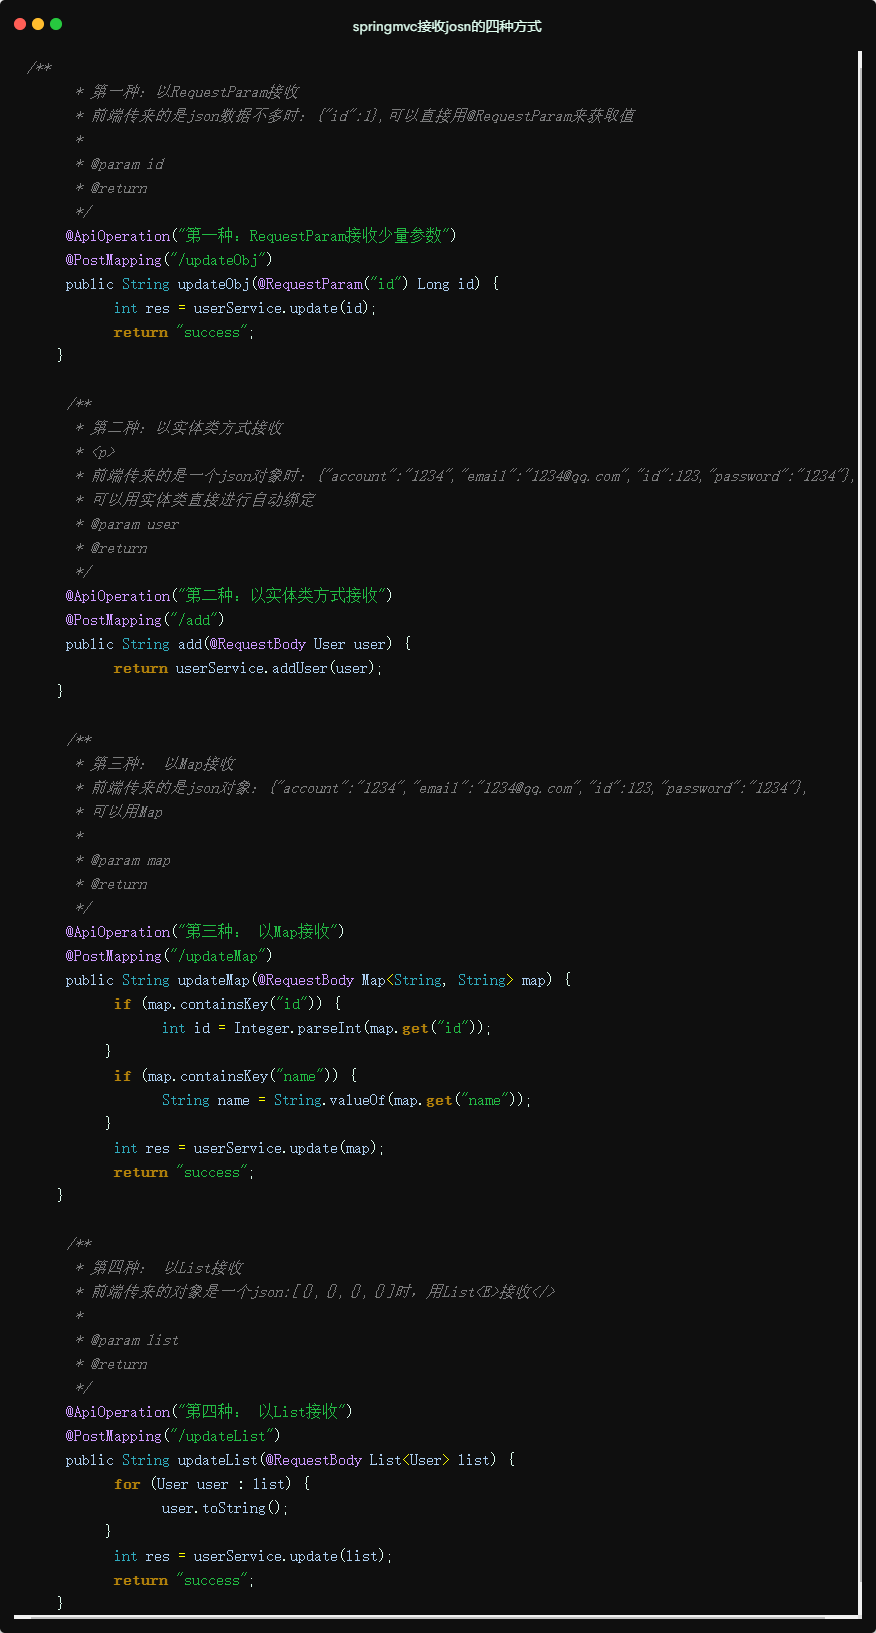 springmvc接收josn的四种方式
/**
* 第一种: 以RequestParam接收
* 前端传来的是json数据不多时: {"id":1},可以直接用@RequestParam来获取值
*
* @param id
* @return
*/
@ApiOperation("第一种：RequestParam接收少量参数")
@PostMapping("/updateObj")
public String updateObj(@RequestParam("id") Long id) {
int res = userService.update(id);
return "success";
}
/**
* 第二种: 以实体类方式接收
* <p>
* 前端传来的是一个json对象时: {"account":"1234","email":"1234@qq.com","id":123,"password":"1234"},
* 可以用实体类直接进行自动绑定
* @param user
* @return
*/
@ApiOperation("第二种：以实体类方式接收")
@PostMapping("/add")
public String add(@RequestBody User user) {
return userService.addUser(user);
}
/**
* 第三种: 以Map接收
* 前端传来的是json对象: {"account":"1234","email":"1234@qq.com","id":123,"password":"1234"},
* 可以用Map
*
* @param map
* @return
*/
@ApiOperation("第三种： 以Map接收")
@PostMapping("/updateMap")
public String updateMap(@RequestBody Map<String, String> map) {
if (map.containsKey("id")) {
int id = Integer.parseInt(map.get("id"));
}
if (map.containsKey("name")) {
String name = String.valueOf(map.get("name"));
}
int res = userService.update(map);
return "success";
}
/**
* 第四种: 以List接收
* 前端传来的对象是一个json:[{},{},{},{}]时，用List<E>接收</>
*
* @param list
* @return
*/
@ApiOperation("第四种： 以List接收")
@PostMapping("/updateList")
public String updateList(@RequestBody List<User> list) {
for (User user : list) {
user.toString();
}
int res = userService.update(list);
return "success";
}